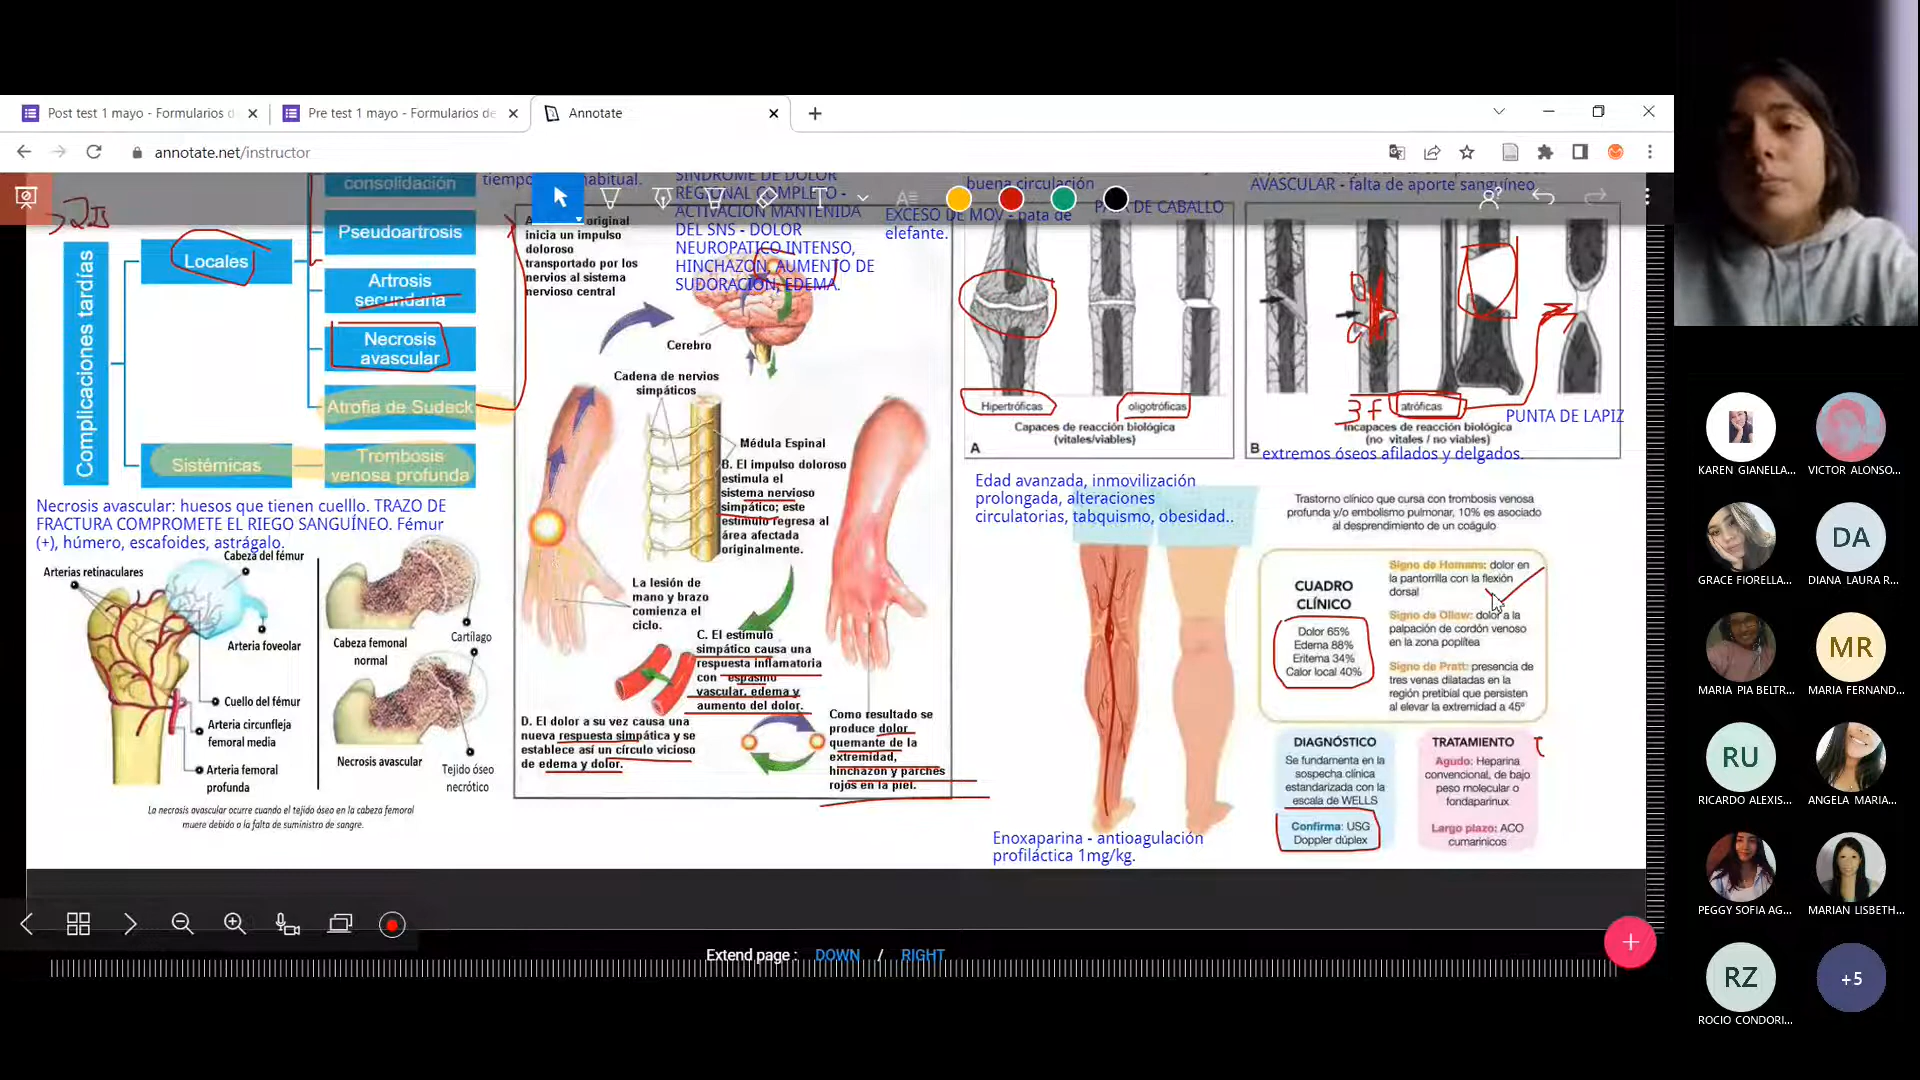 Post test 1 mayo - Formularios d
Pre test 1 mayo - Formularios de
Annotate
annotate.net/instructor
Complicaciones tardías
Locales
Sistémicas
consolidación
Pseudoartrosis
Artrosis
secundaria
Necrosis
avascular
Atrofia de Sudeck
Trombosis
venosa profunda
habitual.
Necrosis avascular: huesos que tienen cuelllo. TRAZO DE
FRACTURA COMPROMETE EL RIEGO SANGUÍNEO. Fémur
(+), húmero, escafoides, astrágalo.
Arterias retinaculares
Cabeza del fémur
Arteria foveolar
Cuello del fémur
Arteria circunfleja
femoral media
Arteria femoral
profunda
Cabeza femonal
normal
Cartílago
Necrosis avascular
Tejido óseo
necrótico
La necrosis avascular ocurre cuando el tejido óseo en la cabeza femoral
muere debido a la falta de suministro de sangre.
SINDROME DE DOLOR
REGIONAL COMPLETO -
ACTIVACION MANTENIDA
DEL SNS - DOLOR
NEUROPATICO INTENSO,
HINCHAZON, AUMENTO DE
SUDORACION, EDEMA.
original
inicia un impulso
doloroso
transportado por los
nervios al sistema
nervioso central
Cerebro
Cadena de nervios
simpáticos
Médula Espinal
B. El impulso doloroso
estimula el
sistema nervioso
simpático; este
estímulo regresa al
área afectada
originalmente.
La lesión de
mano y brazo
comienza el
ciclo.
C. El estímulo
simpático causa una
respuesta inflamatoria
con espasmo
vascular, edema y
aumento del dolor.
D. El dolor a su vez causa una
nueva respuesta simpática y se
establece así un círculo vicioso
de edema y dolor.
Como resultado se
produce dolor
quemante de la
extremidad,
hinchazón y parches
rojos en la piel.
buena circulación
EXCESO DE MOV - pata de
elefante.
DE CABALLO
AVASCULAR - falta de aporte sanguíneo
Hipertróficas
oligotróficas
Capaces de reacción biológica
(vitales/viables)
A
3 F
atróficas
PUNTA DE LAPIZ
Incapaces de reacción biológica
(no vitales / no viables)
B
extremos óseos afilados y delgados.
Edad avanzada, inmovilización
prolongada, alteraciones
circulatorias, tabquismo, obesidad..
Enoxaparina - antioagulación
profiláctica 1mg/kg.
Trastorno clínico que cursa con trombosis venosa
profunda y/o embolismo pulmonar, 10% es asociado
al desprendimiento de un coágulo
CUADRO
CLÍNICO
Dolor 65%
Edema 88%
Eritema 34%
Calor local 40%
Signo de Homans: dolor en
la pantorrilla con la flexión
dorsal
Signo de Ollow: dolor a la
palpación de cordón venoso
en la zona poplítea
Signo de Pratt: presencia de
tres venas dilatadas en la
región pretibial que persisten
al elevar la extremidad a 45º
DIAGNÓSTICO
Se fundamenta en la
sospecha clínica
estandarizada con la
escala de WELLS
Confirma: USG
Doppler dúplex
TRATAMIENTO
Agudo: Heparina
convencional, de bajo
peso molecular o
fondaparinux
Largo plazo: ACO
cumarínicos
Extend page : DOWN / RIGHT
KAREN GIANELLA...
VICTOR ALONSO...
GRACE FIORELLA...
DA
DIANA LAURA R...
MARIA PIA BELTR...
MR
MARIA FERNAND...
RU
RICARDO ALEXIS...
ANGELA MARIA...
PEGGY SOFIA AG...
MARIAN LISBETH...
RZ
ROCIO CONDORI...
+5